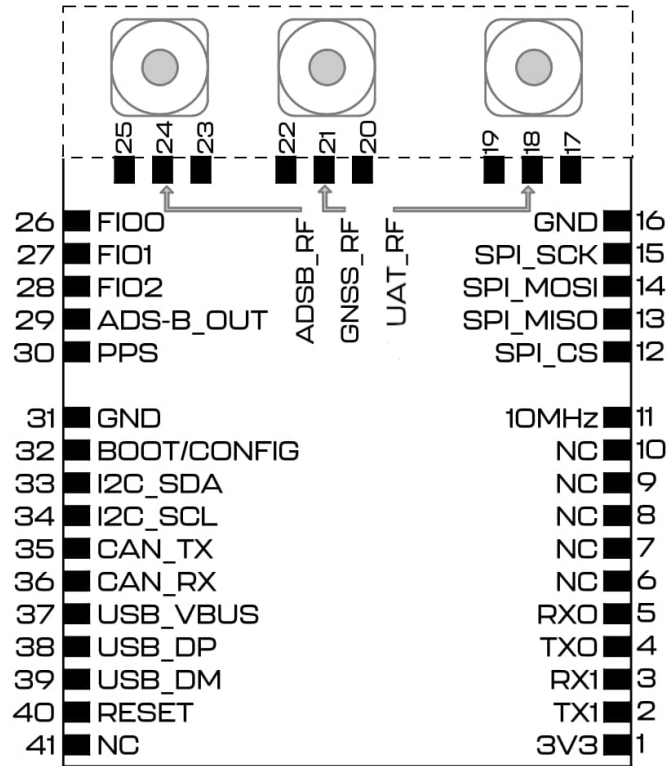 25 24 23 22 21 20 19 18 17
ADSB_RF
GNSS_RF
UAT_RF
26 FIO0 GND 16
27 FIO1 SPI_SCK 15
28 FIO2 SPI_MOSI 14
29 ADS-B_OUT SPI_MISO 13
30 PPS SPI_CS 12
31 GND 10MHz 11
32 BOOT/CONFIG NC 10
33 I2C_SDA NC 9
34 I2C_SCL NC 8
35 CAN_TX NC 7
36 CAN_RX NC 6
37 USB_VBUS RX0 5
38 USB_DP TX0 4
39 USB_DM RX1 3
40 RESET TX1 2
41 NC 3V3 1